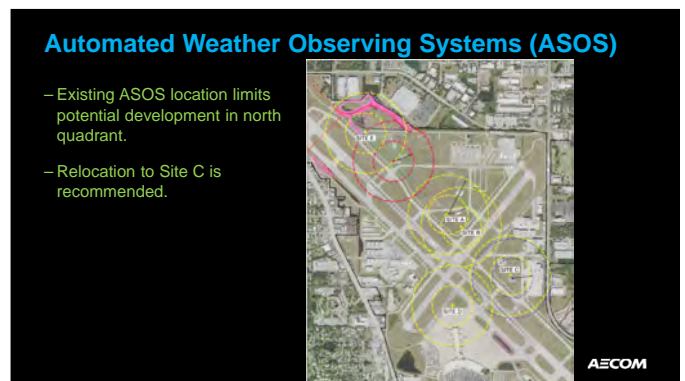 Automated Weather Observing Systems (ASOS)
– Existing ASOS location limits
potential development in north
quadrant.
– Relocation to Site C is
recommended.
SITE A
SITE B
SITE C
AECOM